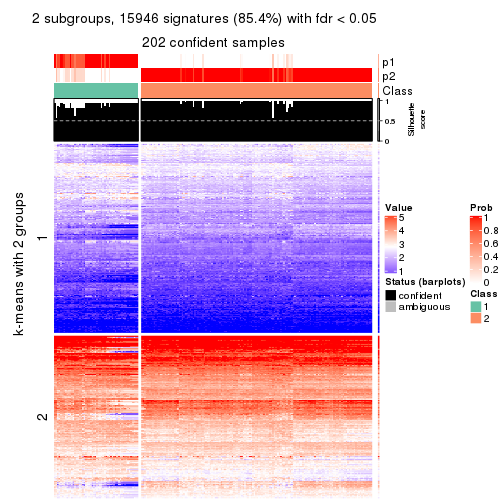 2 subgroups, 15946 signatures (85.4%) with fdr < 0.05
202 confident samples
p1
p2
Class
1
0.5
0
Silhouette
score
k-means with 2 groups
1
2
Value
5
4
3
2
1
Prob
1
0.8
0.6
0.4
0.2
0
Status (barplots)
confident
ambiguous
Class
1
2